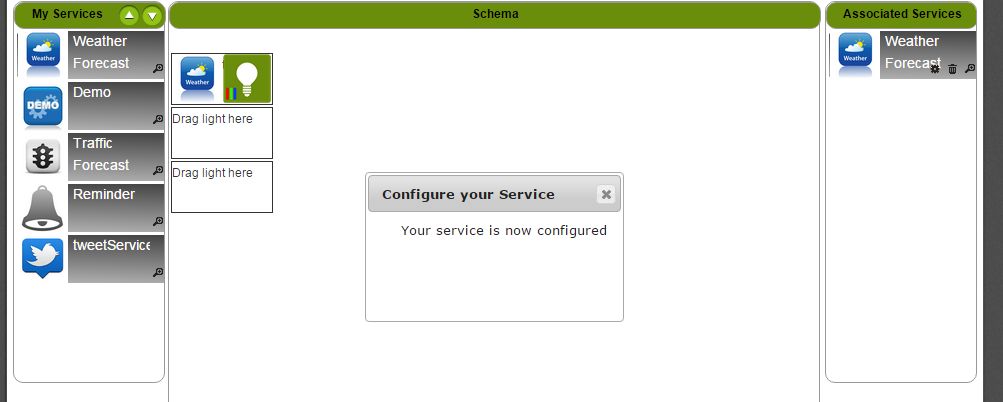 My Services
Schema
Associated Services
Weather
Weather
Forecast
DEMO
Demo
Traffic
Forecast
Reminder
tweetService
Weather
Drag light here
Drag light here
Configure your Service
Your service is now configured
Weather
Weather
Forecast